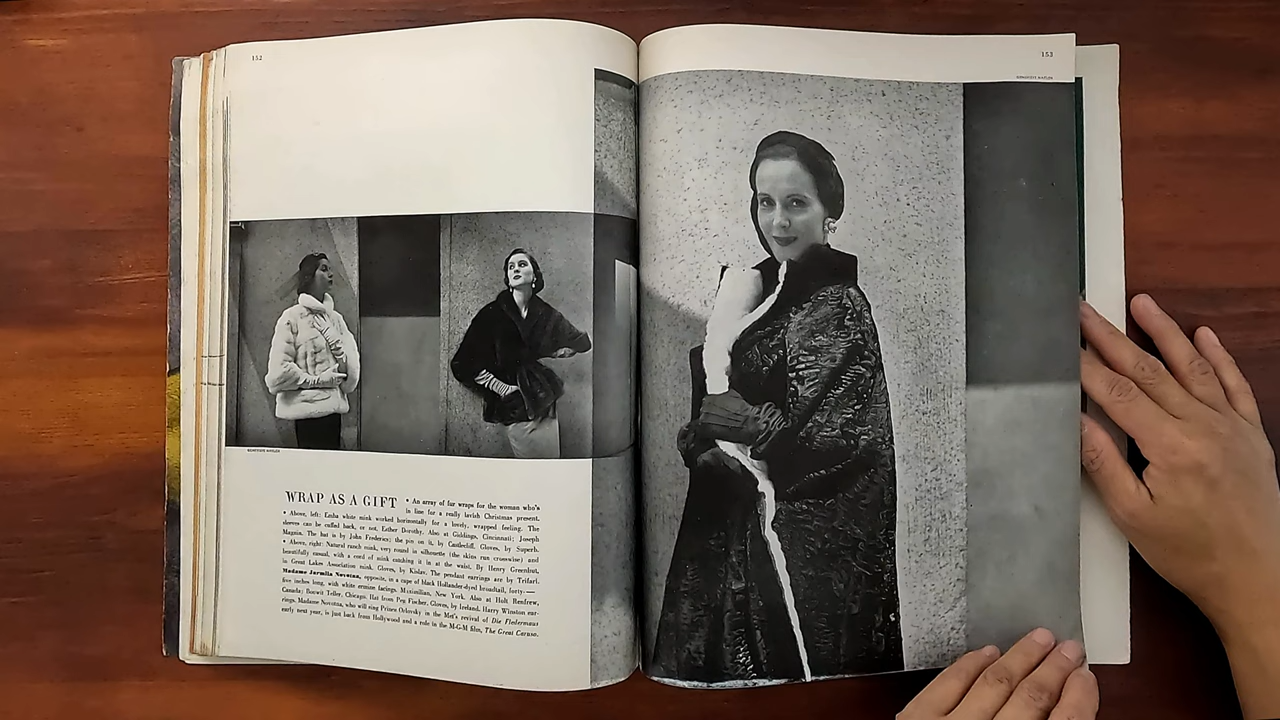 152
153
GENEVIEVE NAYLOR
GENEVIEVE NAYLOR
WRAP AS A GIFT • An array of fur wraps for the woman who's
in line for a really lavish Christmas present.
• Above, left: Emba white mink worked horizontally for a lovely, wrapped feeling. The
sleeves can be cuffed back, or not. Esther Dorothy. Also at Giddings, Cincinnati; Joseph
Magnin. The hat is by John Frederics; the pin on it, by Castlecliff. Gloves, by Superb.
• Above, right: Natural ranch mink, very round in silhouette (the skins run crosswise) and
beautifully casual, with a cord of mink catching it in at the waist. By Henry Greenhut,
in Great Lakes Association mink. Gloves, by Kislav. The pendant earrings are by Trifari.
Madame Jarmila Novotna, opposite, in a cape of black Hollander-dyed broadtail, forty-
five inches long, with white ermine facings. Maximilian, New York. Also at Holt Renfrew,
Canada; Bonwit Teller, Chicago. Hat from Peg Fischer. Gloves, by Ireland. Harry Winston ear-
rings. Madame Novotna, who will sing Prince Orlovsky in the Met's revival of Die Fledermaus
early next year, is just back from Hollywood and a role in the M-G-M film, The Great Caruso.